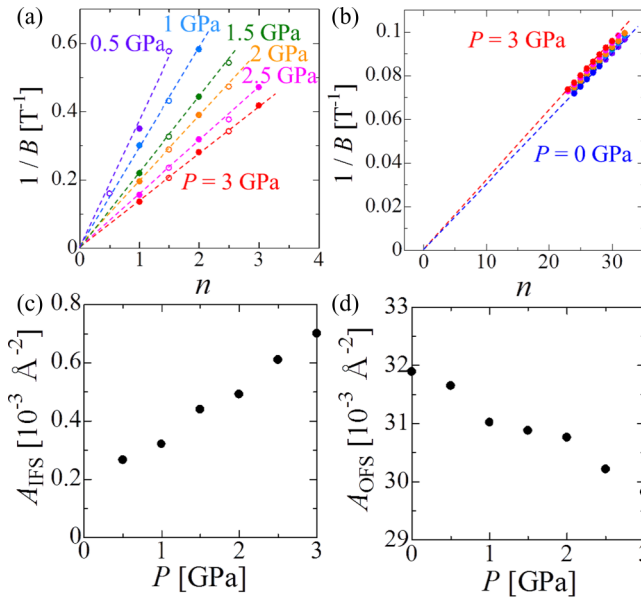 (a)
0.5 GPa
1 GPa
1.5 GPa
2 GPa
2.5 GPa
P = 3 GPa
0.6
0.4
0.2
0
1 / B [T⁻¹]
0 1 2 3 4
n
(b)
P = 3 GPa
P = 0 GPa
0.1
0.08
0.06
0.04
0.02
0
1 / B [T⁻¹]
0 10 20 30
n
(c)
0.8
0.6
0.4
0.2
0
A_IFS [10⁻³ Å⁻²]
0 1 2 3
P [GPa]
(d)
33
32
31
30
29
A_OFS [10⁻³ Å⁻²]
0 1 2
P [GPa]